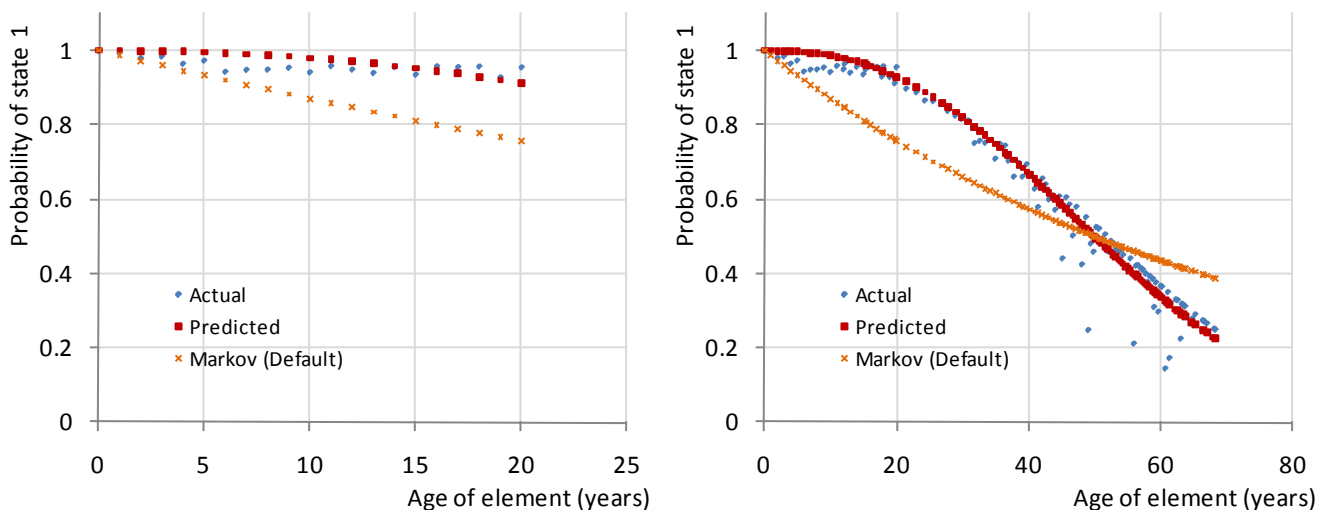 Probability of state 1
1
0.8
0.6
0.4
0.2
0
Actual
Predicted
Markov (Default)
0 5 10 15 20 25
Age of element (years)
Probability of state 1
1
0.8
0.6
0.4
0.2
0
Actual
Predicted
Markov (Default)
0 20 40 60 80
Age of element (years)